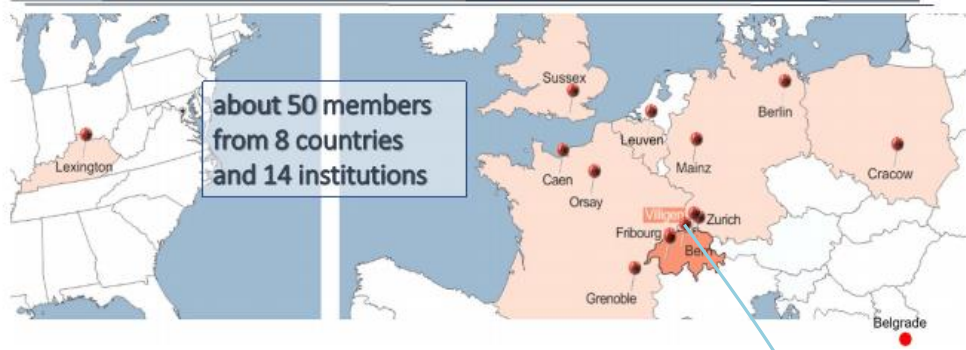 about 50 members
from 8 countries
and 14 institutions
Lexington
Sussex
Berlin
Leuven
Mainz
Cracow
Caen
Orsay
Villigen
Zurich
Fribourg
Bern
Grenoble
Belgrade